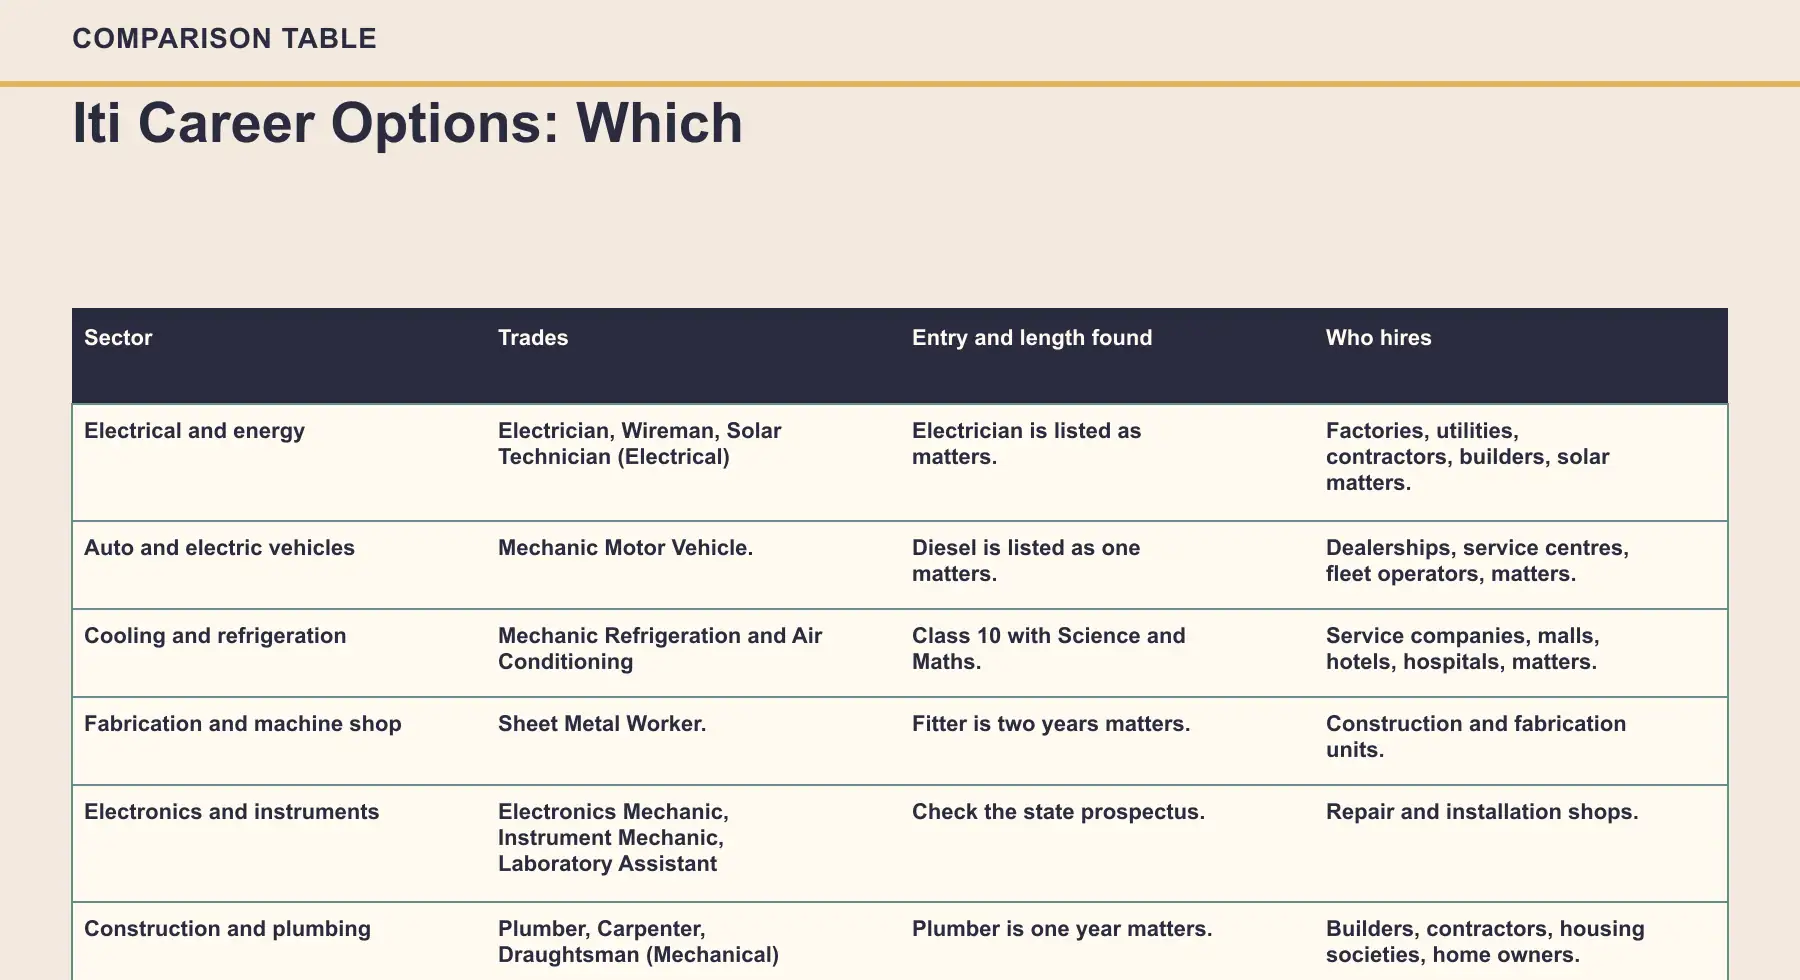 COMPARISON TABLE
Iti Career Options: Which
Sector
Trades
Entry and length found
Who hires
Electrical and energy
Electrician, Wireman, Solar
Technician (Electrical)
Electrician is listed as
matters.
Factories, utilities,
contractors, builders, solar
matters.
Auto and electric vehicles
Mechanic Motor Vehicle.
Diesel is listed as one
matters.
Dealerships, service centres,
fleet operators, matters.
Cooling and refrigeration
Mechanic Refrigeration and Air
Conditioning
Class 10 with Science and
Maths.
Service companies, malls,
hotels, hospitals, matters.
Fabrication and machine shop
Sheet Metal Worker.
Fitter is two years matters.
Construction and fabrication
units.
Electronics and instruments
Electronics Mechanic,
Instrument Mechanic,
Laboratory Assistant
Check the state prospectus.
Repair and installation shops.
Construction and plumbing
Plumber, Carpenter,
Draughtsman (Mechanical)
Plumber is one year matters.
Builders, contractors, housing
societies, home owners.